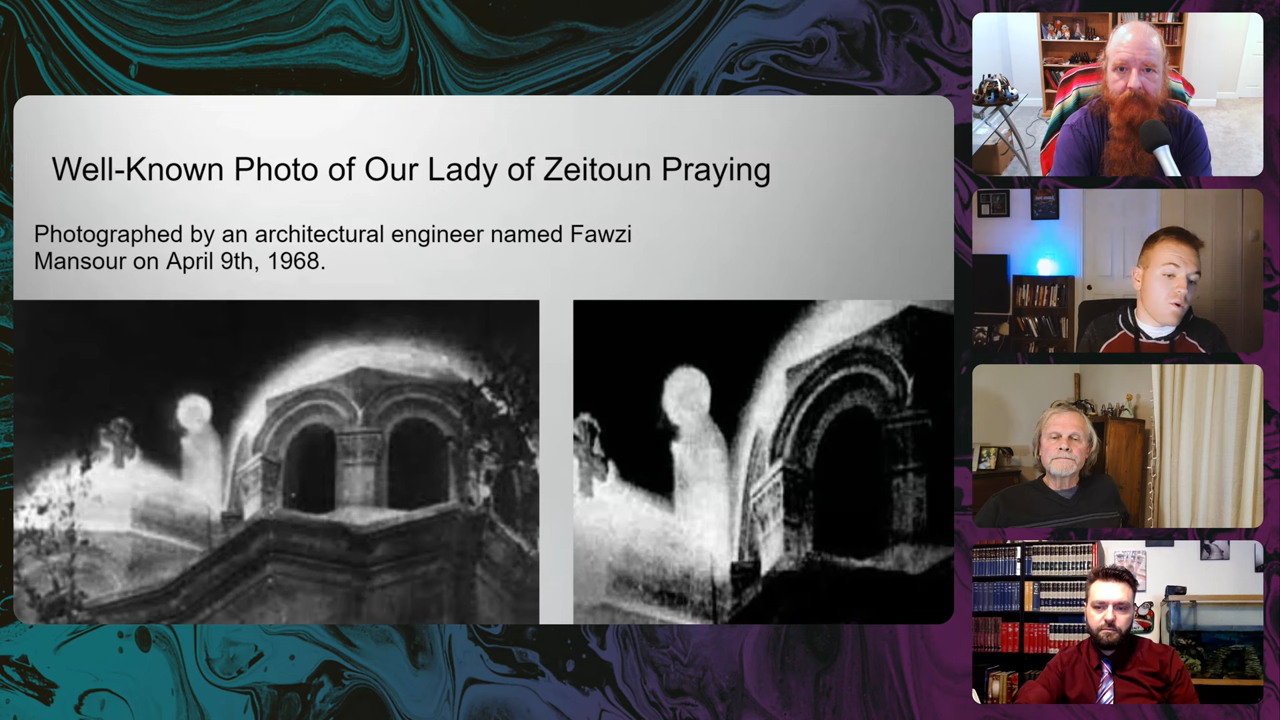 Well-Known Photo of Our Lady of Zeitoun Praying
Photographed by an architectural engineer named Fawzi
Mansour on April 9th, 1968.